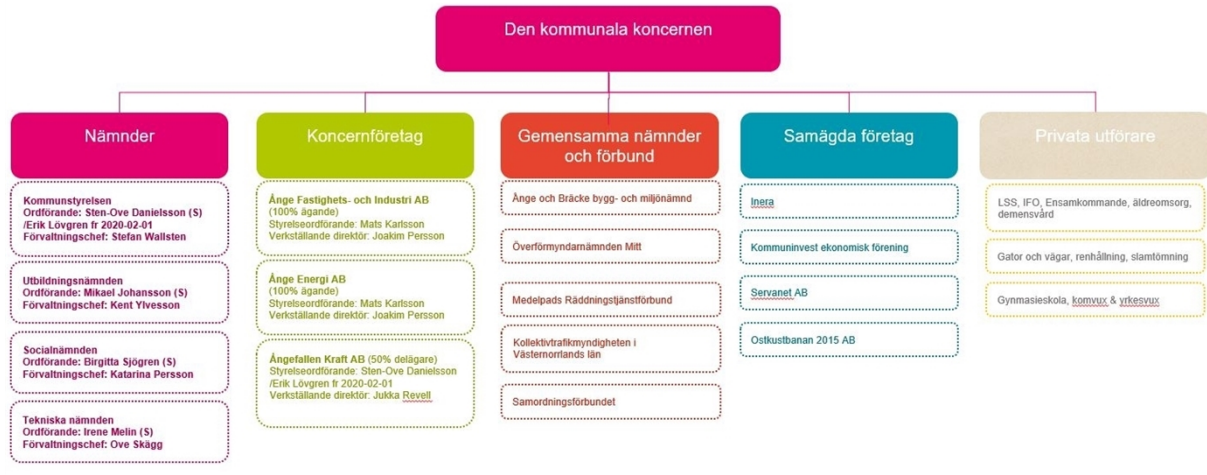 Den kommunala koncernen
Nämnder
Kommunstyrelsen
Ordförande: Sten-Ove Danielsson (S)
/Erik Lövgren fr 2020-02-01
Förvaltningschef: Stefan Wallsten
Utbildningsnämnden
Ordförande: Mikael Johansson (S)
Förvaltningschef: Kent Ylvesson
Socialnämnden
Ordförande: Birgitta Sjögren (S)
Förvaltningschef: Katarina Persson
Tekniska nämnden
Ordförande: Irene Melin (S)
Förvaltningschef: Ove Skägg
Koncernföretag
Ånge Fastighets- och Industri AB
(100% ägande)
Styrelseordförande: Mats Karlsson
Verkställande direktör: Joakim Persson
Ånge Energi AB
(100% ägande)
Styrelseordförande: Mats Karlsson
Verkställande direktör: Joakim Persson
Ångefallen Kraft AB (50% delägare)
Styrelseordförande: Sten-Ove Danielsson
/Erik Lövgren fr 2020-02-01
Verkställande direktör: Jukka Revell
Gemensamma nämnder
och förbund
Ånge och Bräcke bygg- och miljönämnd
Överförmyndarnämnden Mitt
Medelpads Räddningstjänstförbund
Kollektivtrafikmyndigheten i
Västernorrlands län
Samordningsförbundet
Samägda företag
Inera
Kommuninvest ekonomisk förening
Servanet AB
Ostkustbanan 2015 AB
Privata utförare
LSS, IFO, Ensamkommande, äldreomsorg,
demensvård
Gator och vägar, renhållning, slamtömning
Gynmasieskola, komvux & yrkesvux